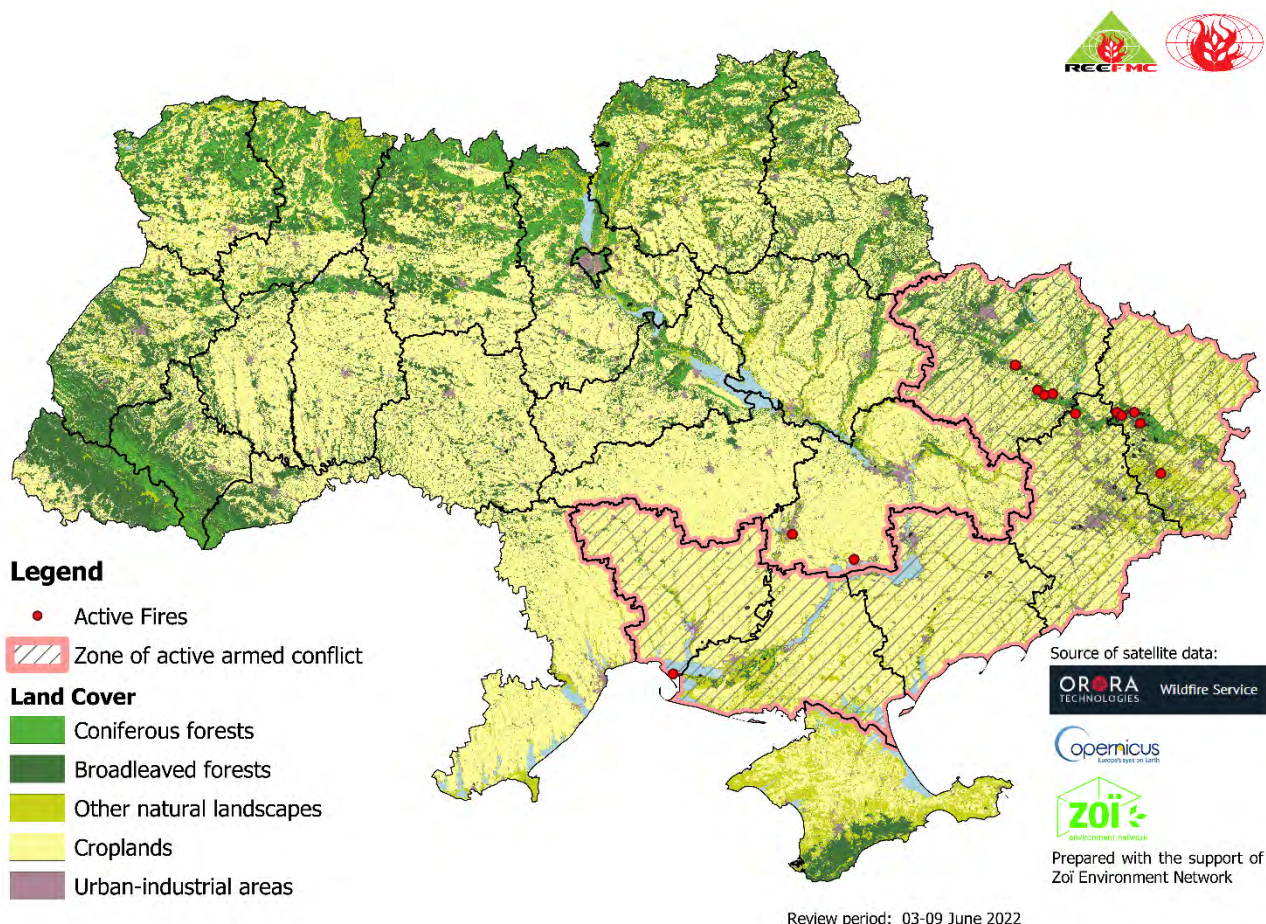 REEFMC
Legend
Active Fires
Zone of active armed conflict
Land Cover
Coniferous forests
Broadleaved forests
Other natural landscapes
Croplands
Urban-industrial areas
Source of satellite data:
ORORA
TECHNOLOGIES
Wildfire Service
opernicus
Europe's eyes on Earth
zoï
environment network
Prepared with the support of
Zoï Environment Network
Review period: 03-09 June 2022